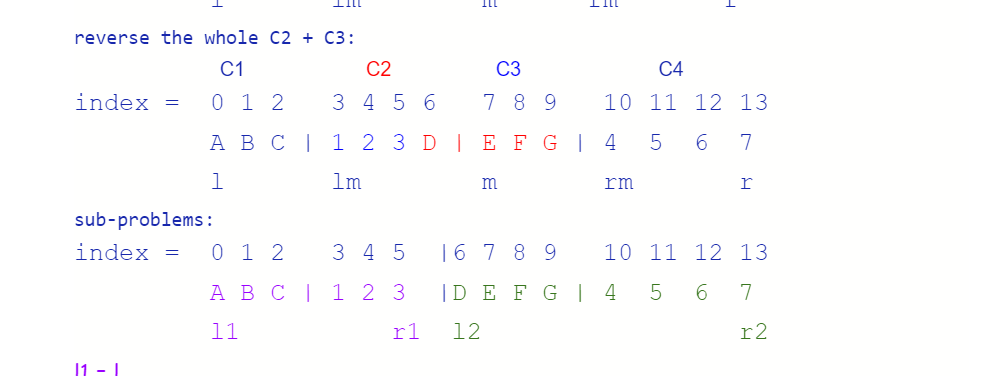 l lm m rm r
reverse the whole C2 + C3:
C1 C2 C3 C4
index = 0 1 2 3 4 5 6 7 8 9 10 11 12 13
A B C | 1 2 3 D | E F G | 4 5 6 7
l lm m rm r
sub-problems:
index = 0 1 2 3 4 5 |6 7 8 9 10 11 12 13
A B C | 1 2 3 |D E F G | 4 5 6 7
l1 r1 l2 r2
l1 = l